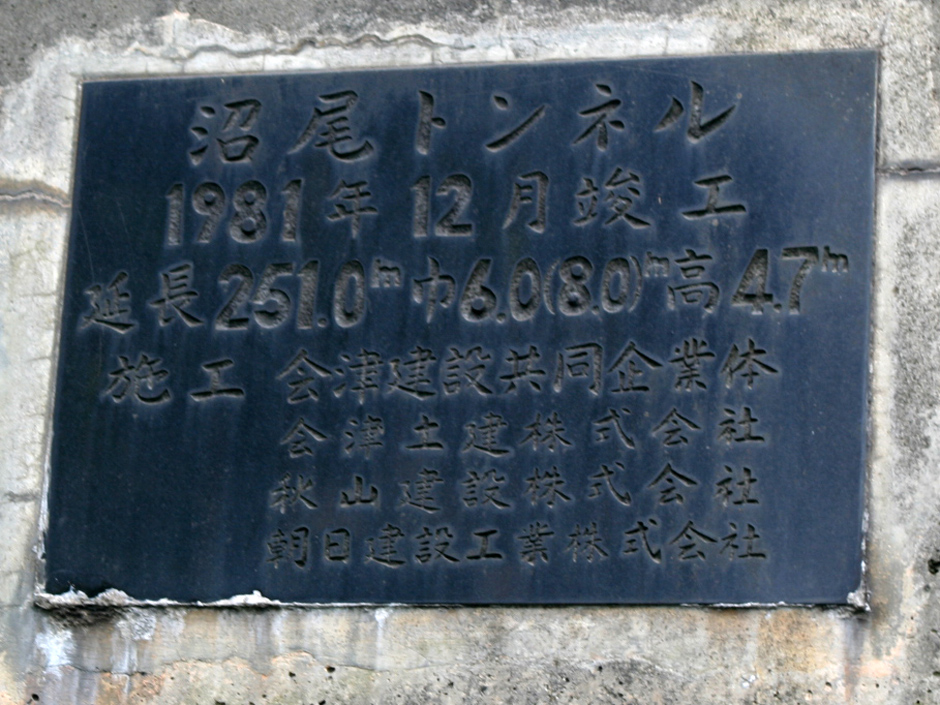 沼尾トンネル
1981年12月竣工
延長251.0m巾6.0(8.0)m高4.7m
施工 会津建設共同企業体
会津土建株式会社
秋山建設株式会社
朝日建設工業株式会社